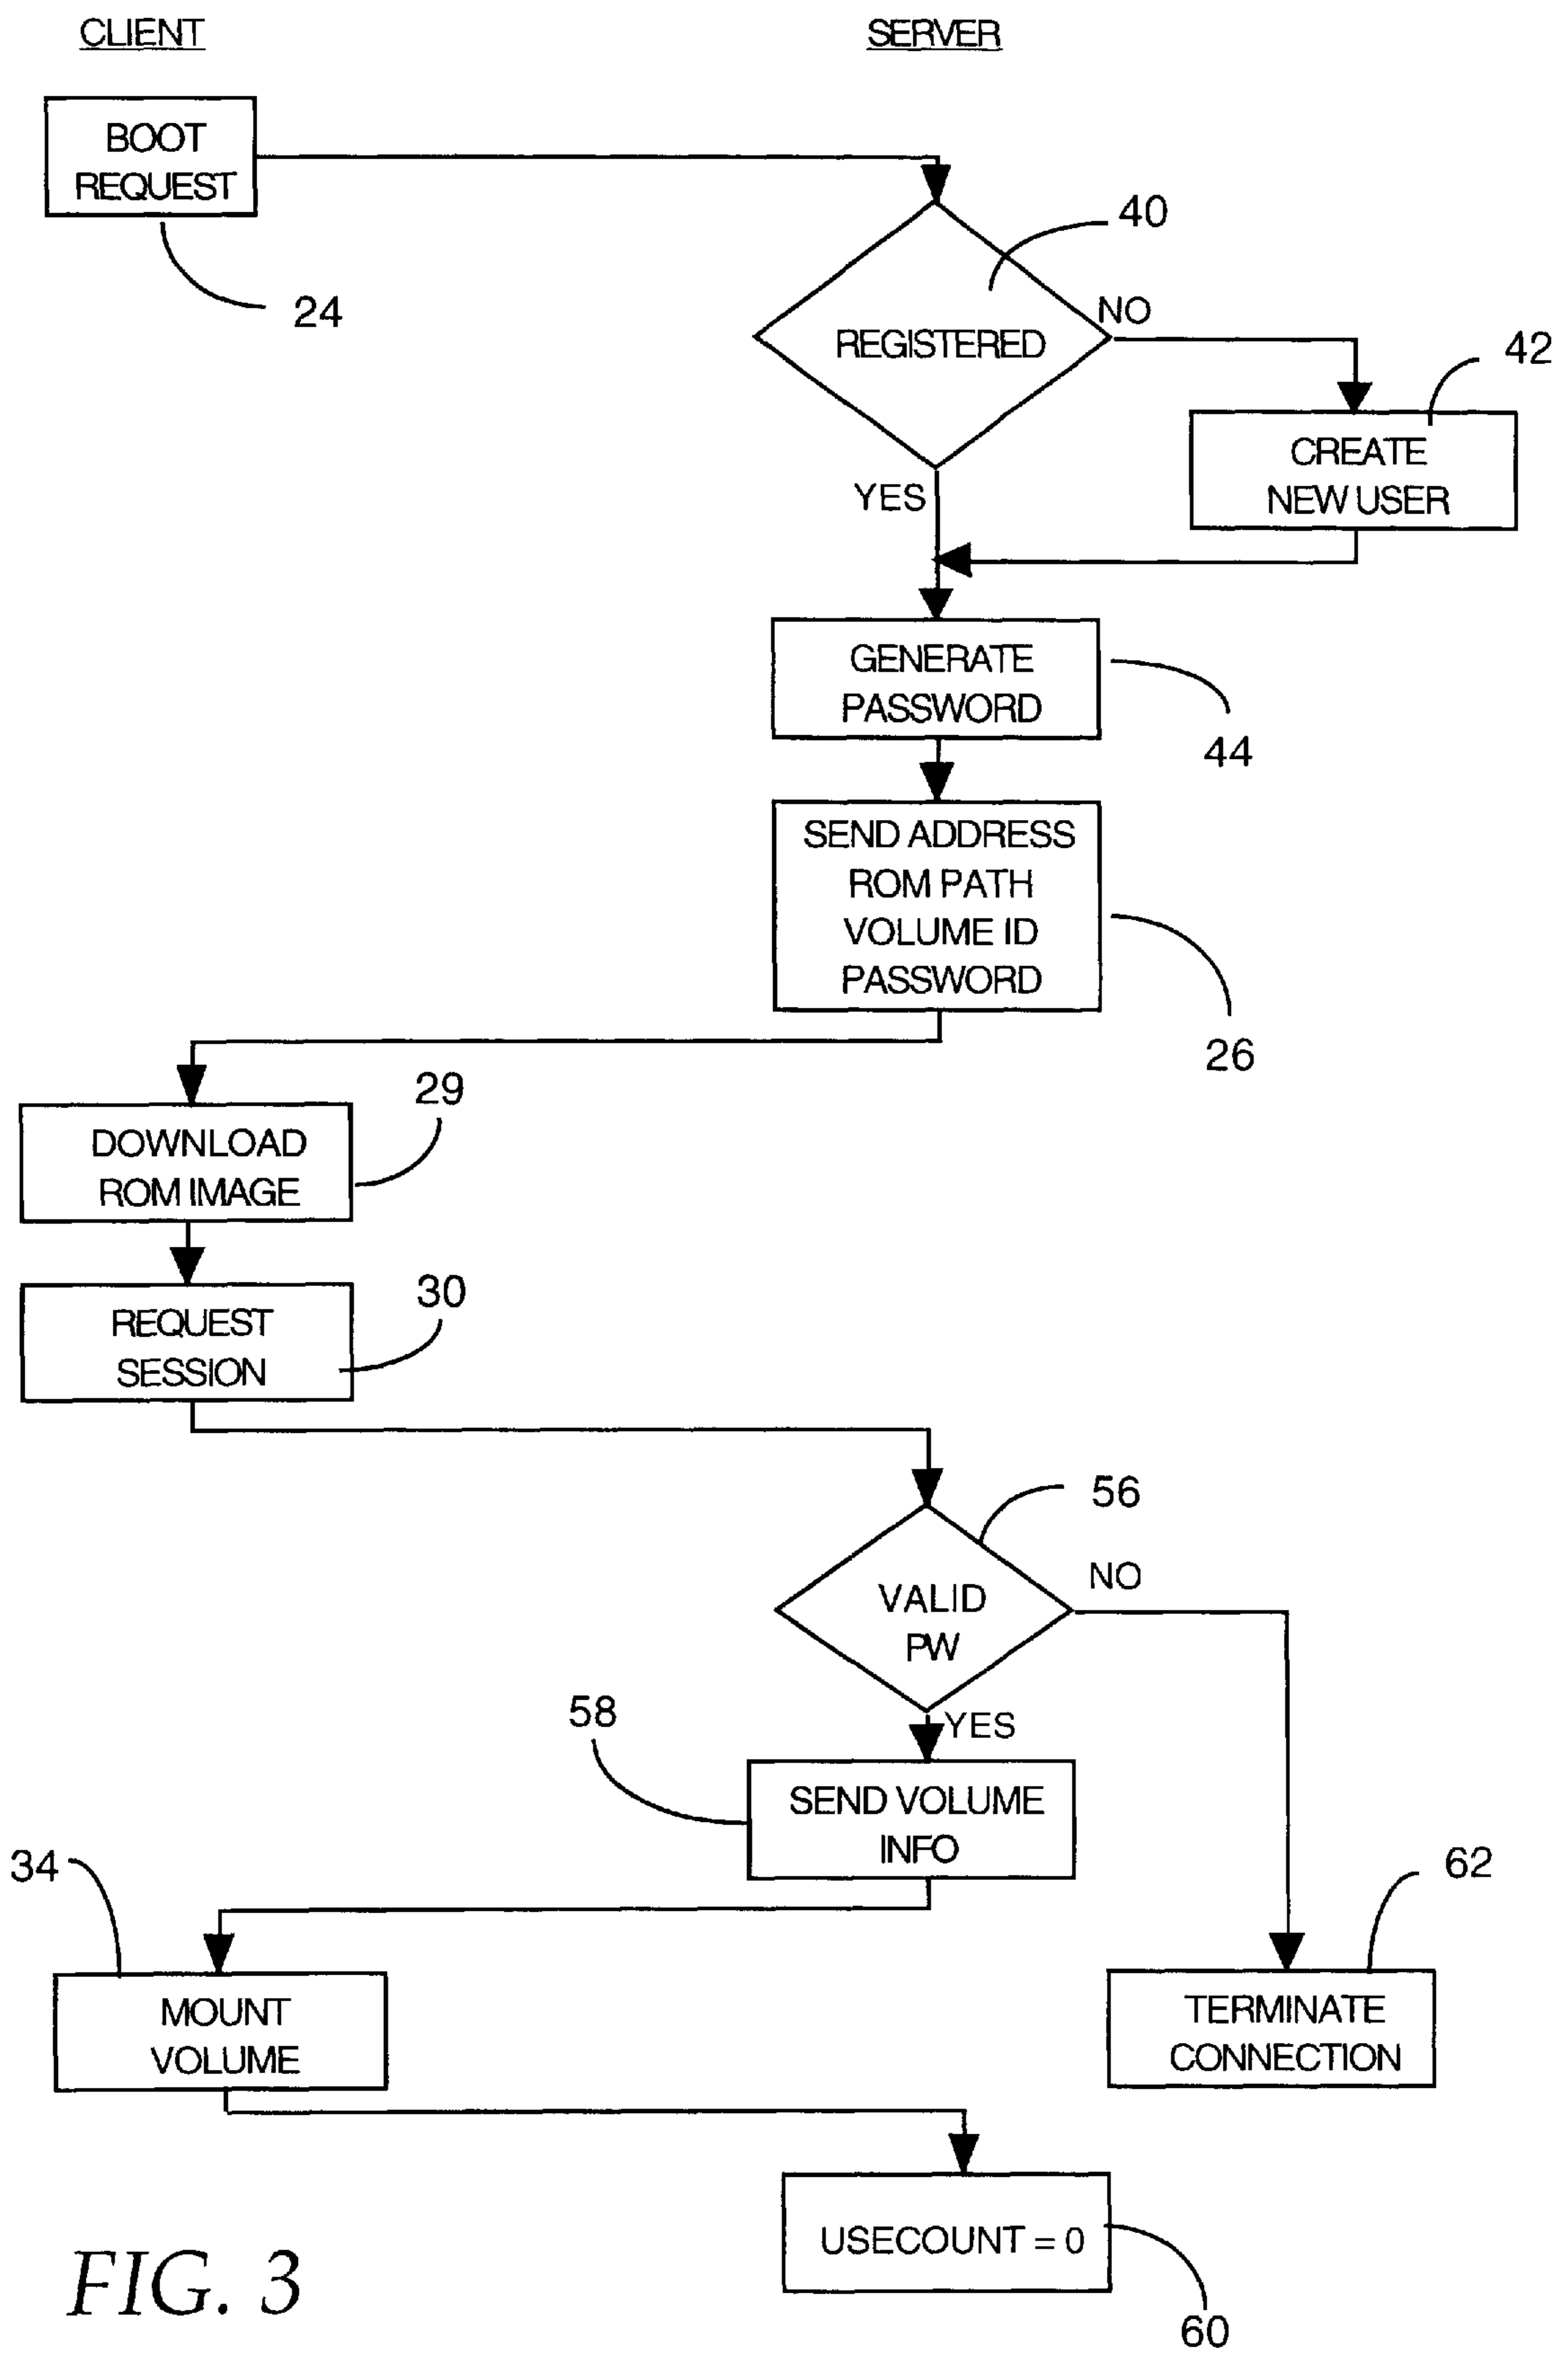 CLIENT
SERVER
BOOT
REQUEST
24
40
REGISTERED
NO
42
CREATE
NEW USER
YES
GENERATE
PASSWORD
44
SEND ADDRESS
ROM PATH
VOLUME ID
PASSWORD
26
29
DOWNLOAD
ROM IMAGE
30
REQUEST
SESSION
56
VALID
PW
NO
YES
58
SEND VOLUME
INFO
34
62
MOUNT
VOLUME
TERMINATE
CONNECTION
USECOUNT = 0
60
FIG. 3